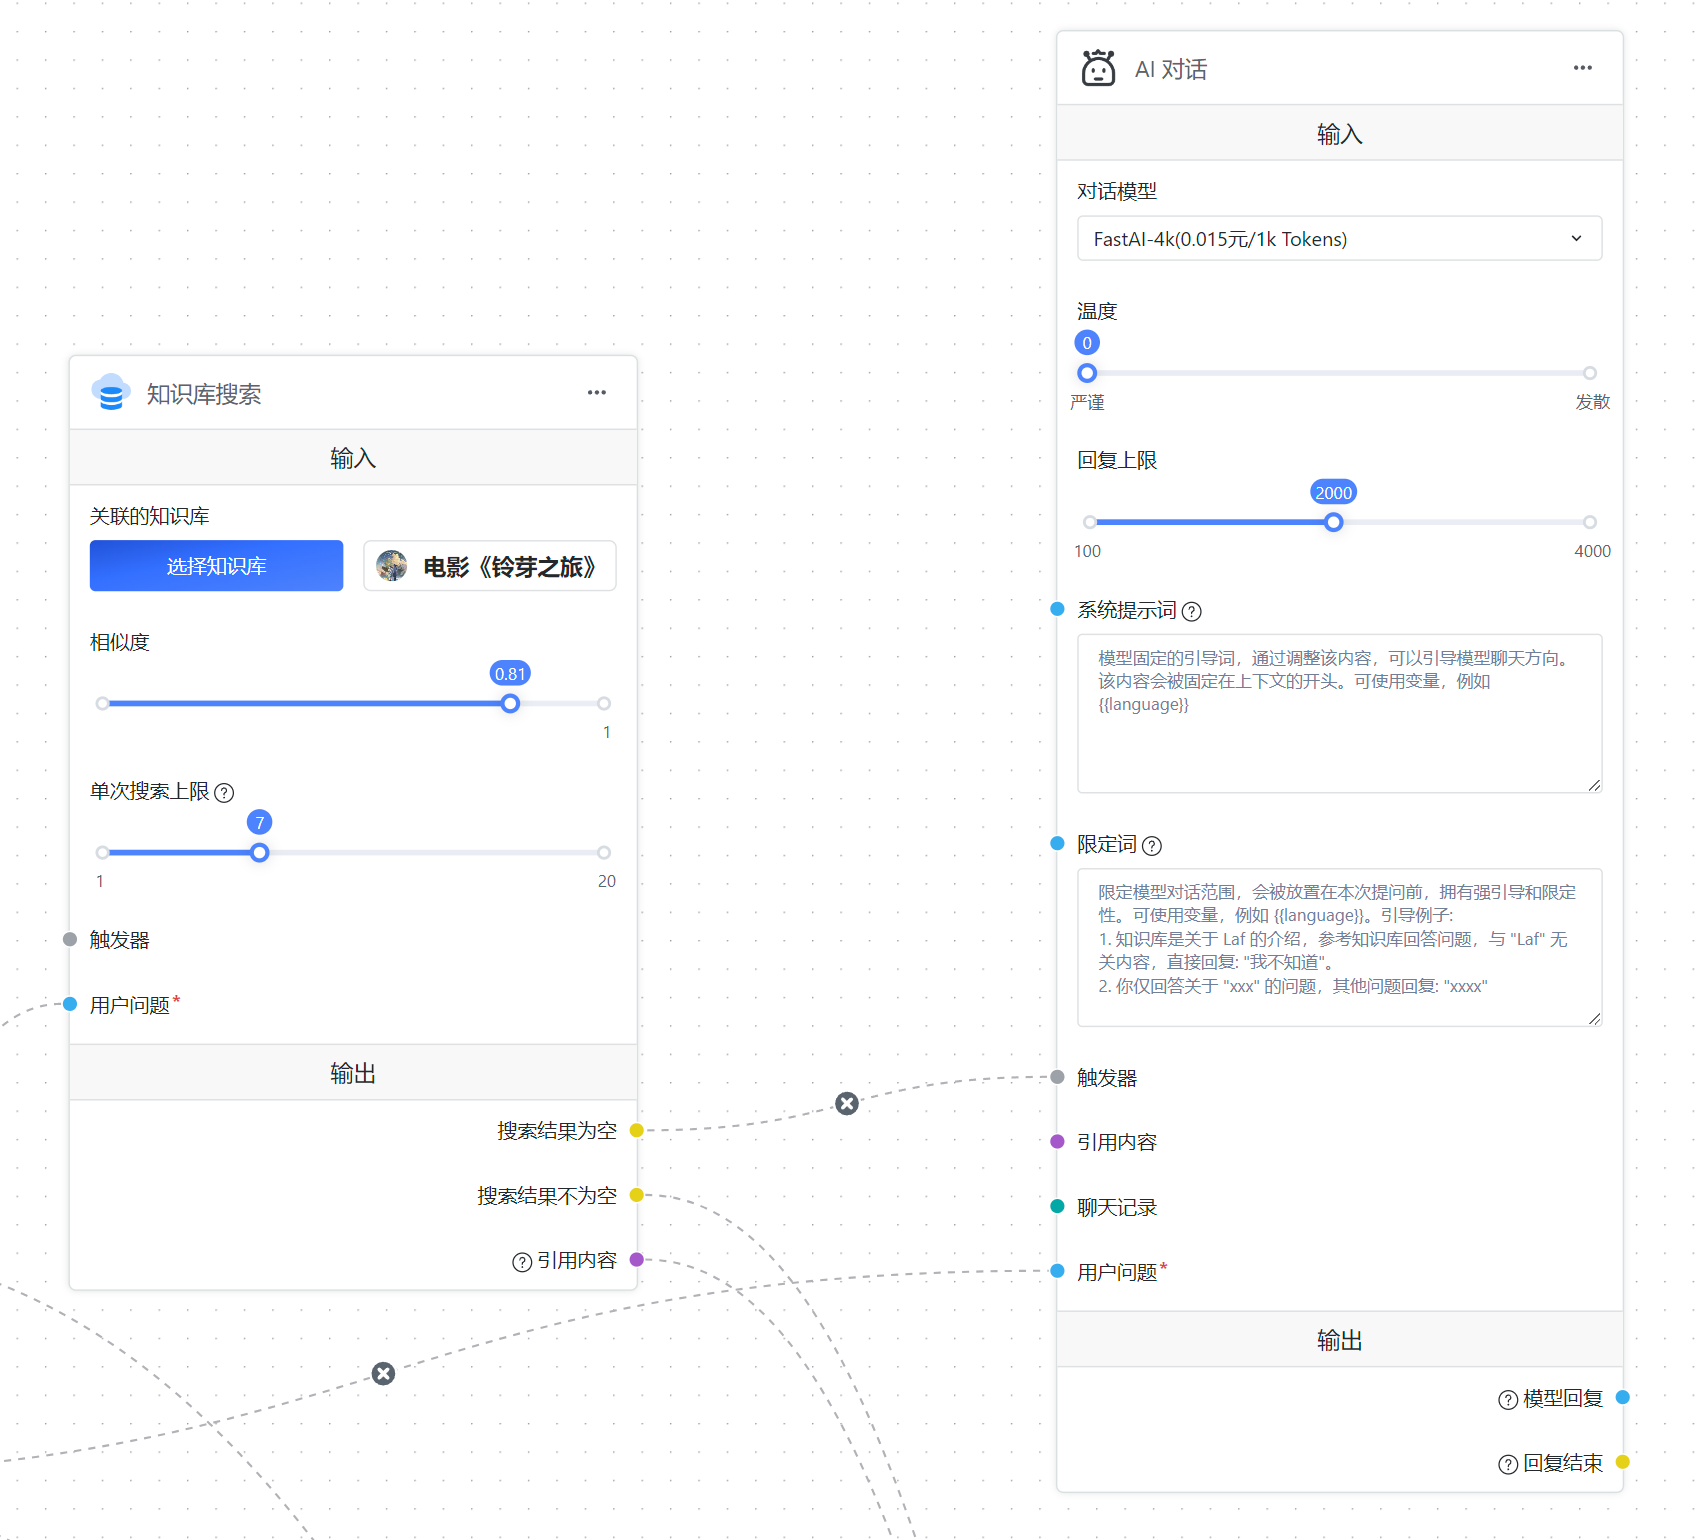 知识库搜索
输入
关联的知识库
选择知识库
电影《铃芽之旅》
相似度
0.81
1
单次搜索上限
7
1
20
触发器
用户问题*
输出
搜索结果为空
搜索结果不为空
引用内容
AI 对话
输入
对话模型
FastAI-4k(0.015元/1k Tokens)
温度
0
严谨
发散
回复上限
2000
100
4000
系统提示词
模型固定的引导词，通过调整该内容，可以引导模型聊天方向。
该内容会被固定在上下文的开头。可使用变量，例如
{{language}}
限定词
限定模型对话范围，会被放置在本次提问前，拥有强引导和限定
性。可使用变量，例如 {{language}}。引导例子:
1. 知识库是关于 Laf 的介绍，参考知识库回答问题，与 "Laf" 无
关内容，直接回复: "我不知道"。
2. 你仅回答关于 "xxx" 的问题，其他问题回复: "xxxx"
触发器
引用内容
聊天记录
用户问题*
输出
模型回复
回复结束